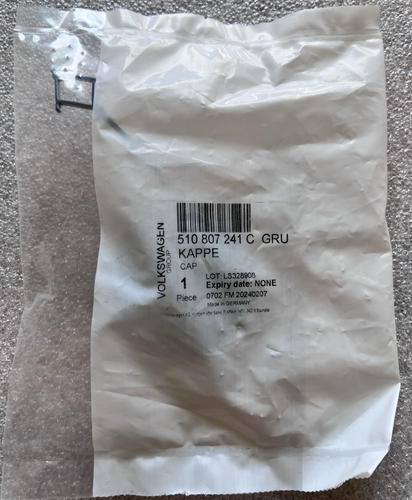 510 807 241 C GRU
KAPPE
CAP
VOLKSWAGEN
GROUP
1
Piece
LOT: LS328908
Expiry date: NONE
0702 FM 20240207
Made in GERMANY